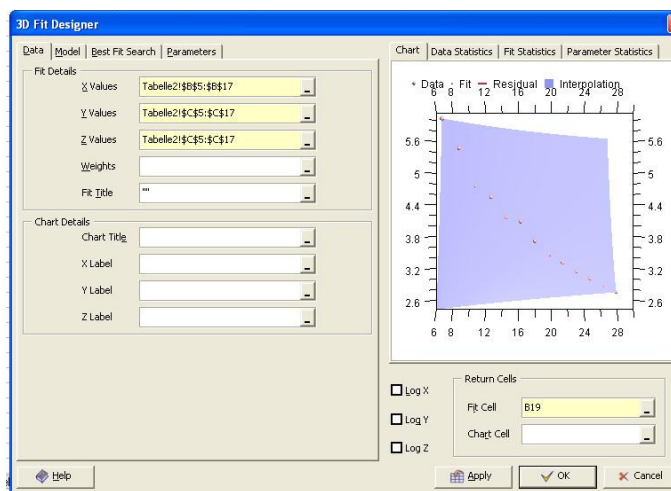 3D Fit Designer
Data Model Best Fit Search Parameters
Fit Details
X Values Tabelle2!$B$5:$B$17
Y Values Tabelle2!$C$5:$C$17
Z Values Tabelle2!$C$5:$C$17
Weights
Fit Title ""
Chart Details
Chart Title
X Label
Y Label
Z Label
Help
Chart Data Statistics Fit Statistics Parameter Statistics
Data Fit Residual Interpolation
6 8 12 16 20 24 28
5.6 5.6
5 5
4.4 4.4
3.8 3.8
3.2 3.2
2.6 2.6
6 8 12 16 20 24 28
Log X
Log Y
Log Z
Return Cells
Fit Cell B19
Chart Cell
Apply OK Cancel